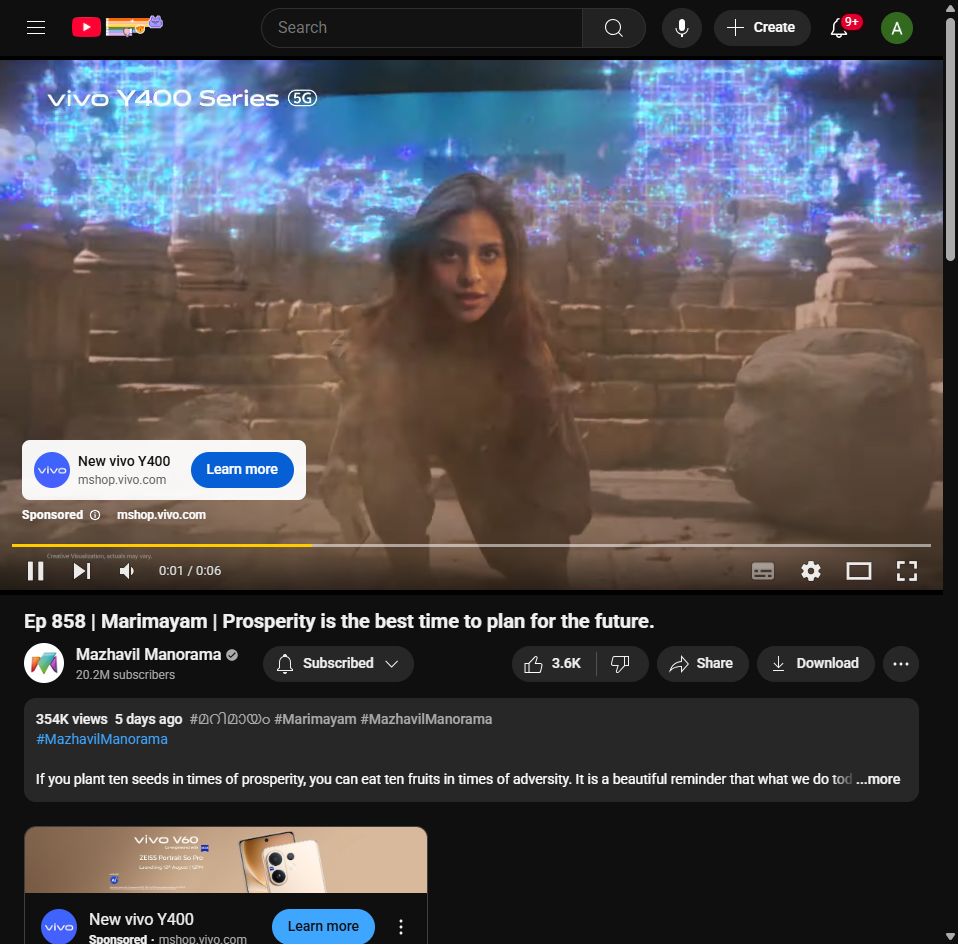 Search
Create
9+
A
vivo Y400 Series 5G
vivo
New vivo Y400
mshop.vivo.com
Learn more
Sponsored
mshop.vivo.com
Creative Visualization, actuals may vary.
0:01 / 0:06
Ep 858 | Marimayam | Prosperity is the best time to plan for the future.
Mazhavil Manorama
20.2M subscribers
Subscribed
3.6K
Share
Download
354K views 5 days ago #മറിമായം #Marimayam #MazhavilManorama
#MazhavilManorama
If you plant ten seeds in times of prosperity, you can eat ten fruits in times of adversity. It is a beautiful reminder that what we do tod ...more
vivo V60
ZEISS Portrait So Pro
vivo
New vivo Y400
Sponsored · mshop.vivo.com
Learn more